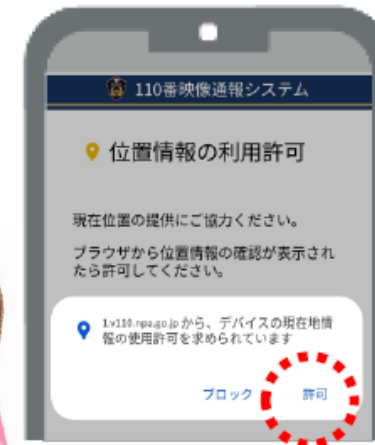 110番映像通報システム
位置情報の利用許可
現在位置の提供にご協力ください。
ブラウザから位置情報の確認が表示され
たら許可してください。
1.v110.npa.go.jp から、デバイスの現在地情
報の使用許可を求められています
ブロック
許可